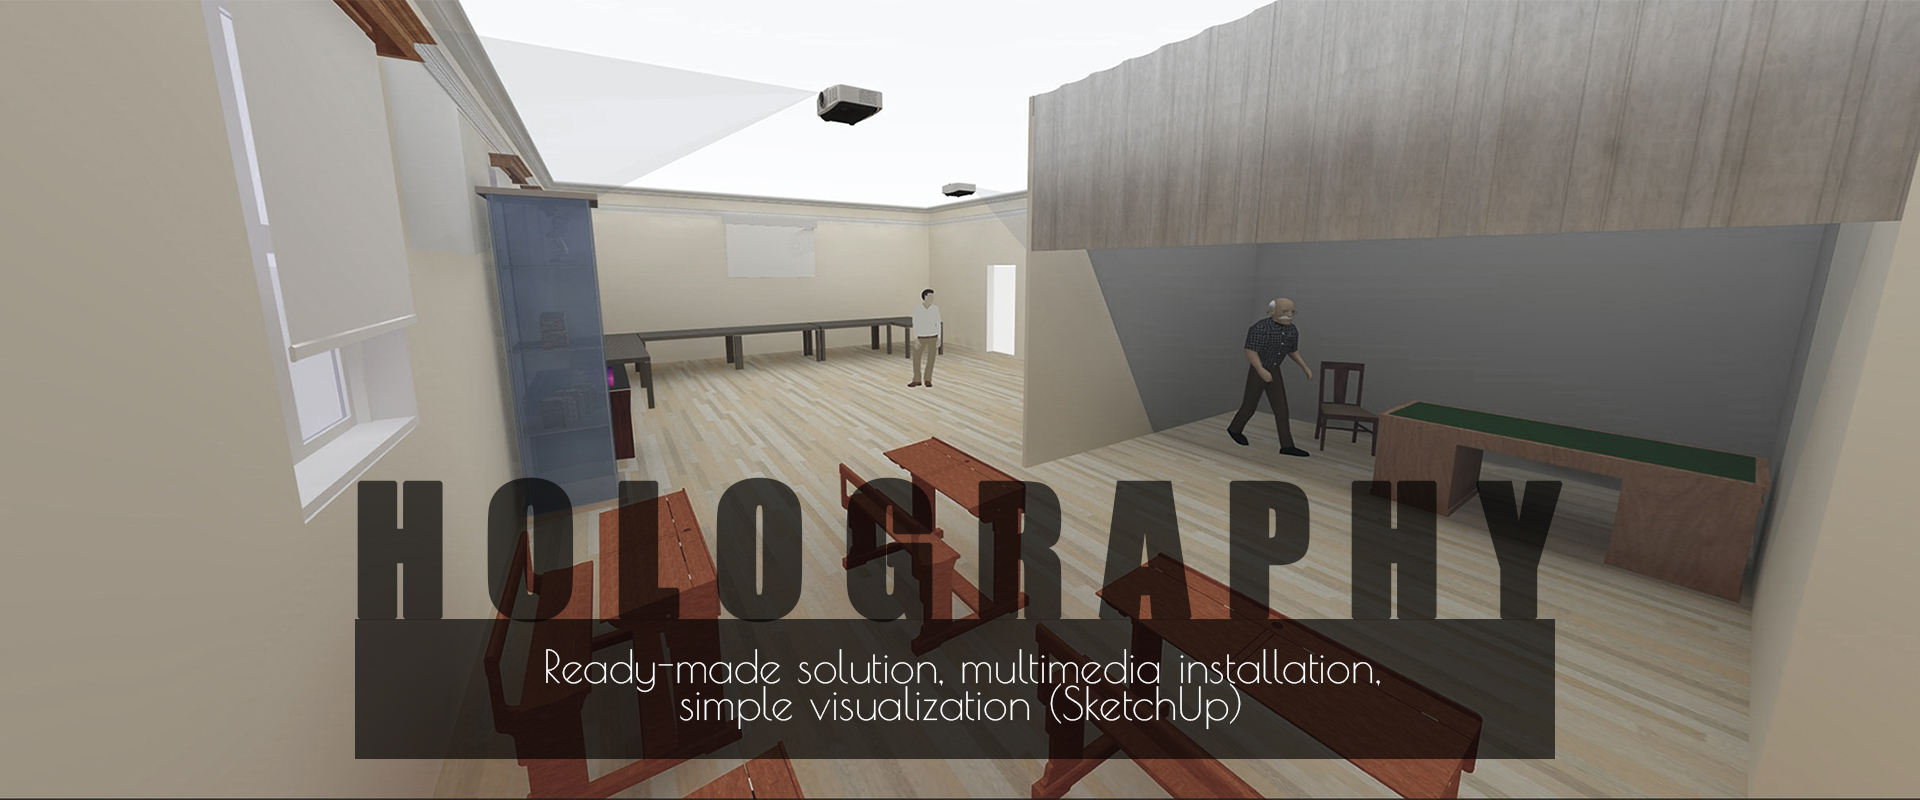 HOLOGRAPHY
Ready-made solution, multimedia installation,
simple visualization (SketchUp)